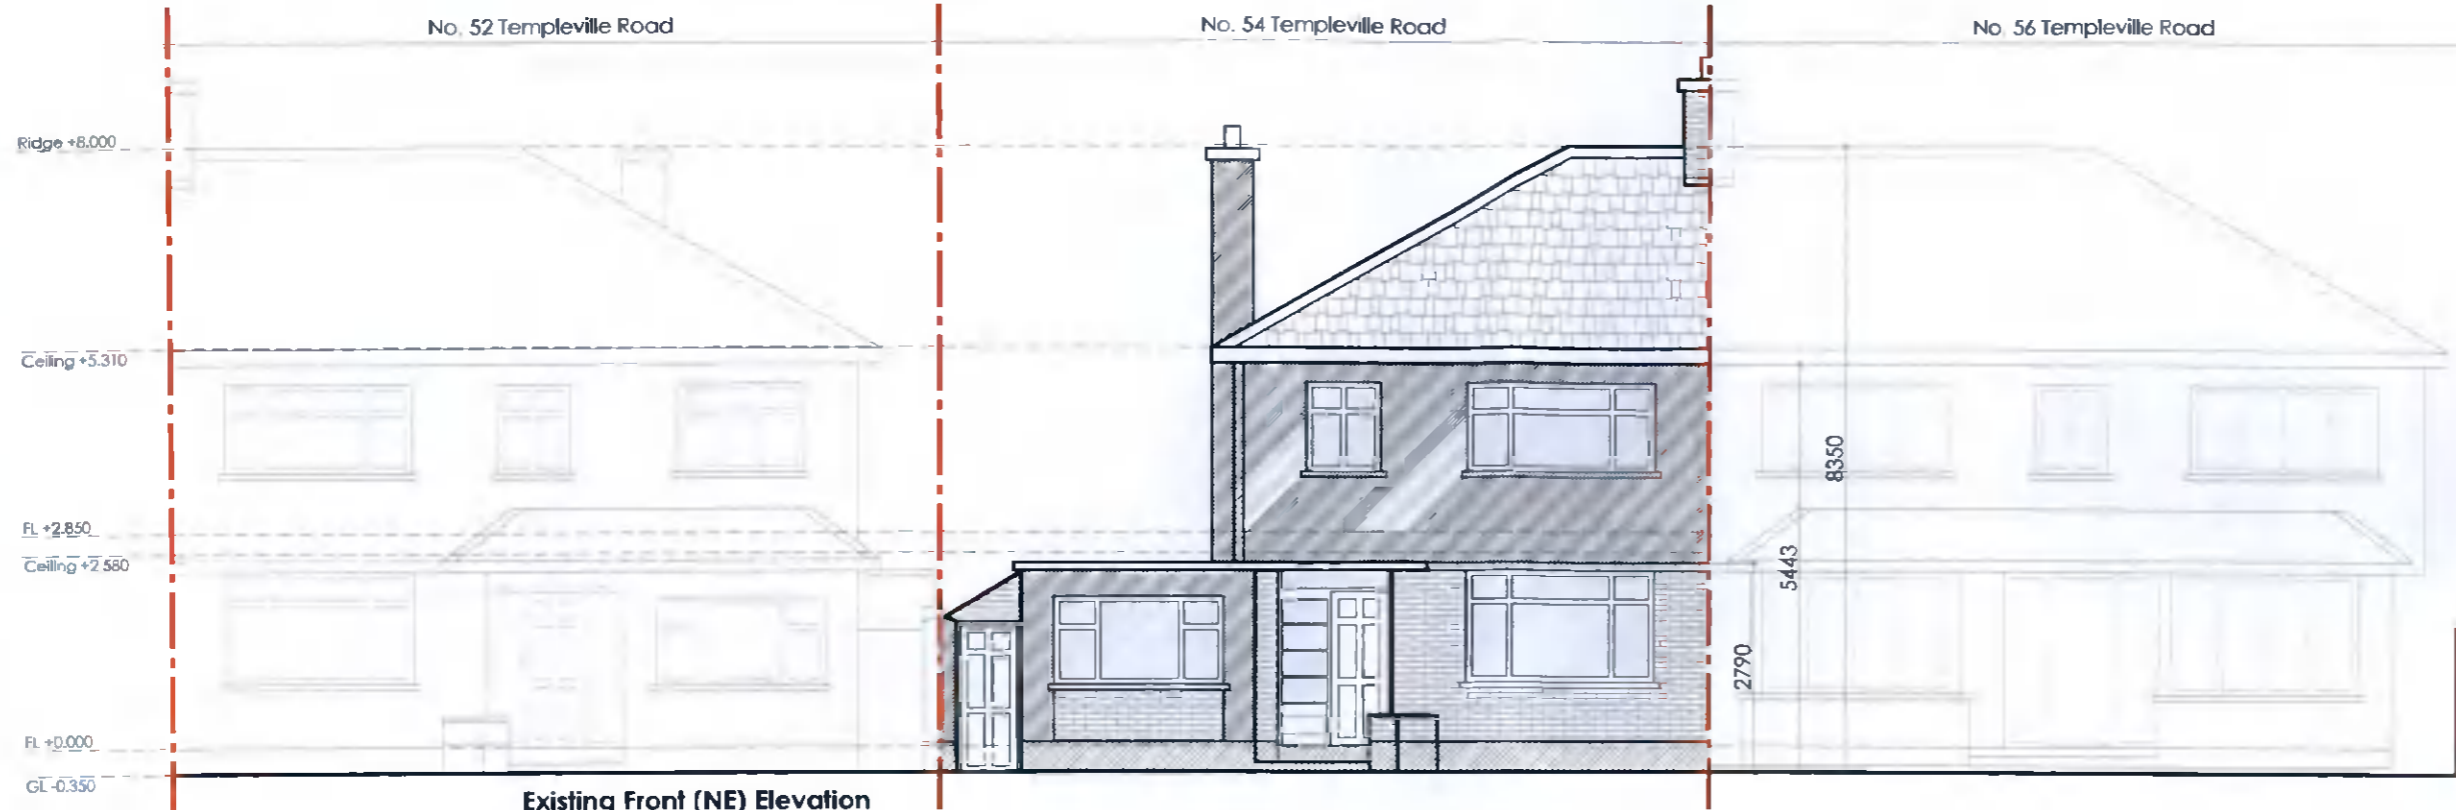 No. 52 Templeville Road
No. 54 Templeville Road
No. 56 Templeville Road
Ridge +8.000
Ceiling +5.310
FL +2.850
Ceiling +2.580
FL +0.000
GL -0.350
8350
5443
2790
Existing Front (NE) Elevation